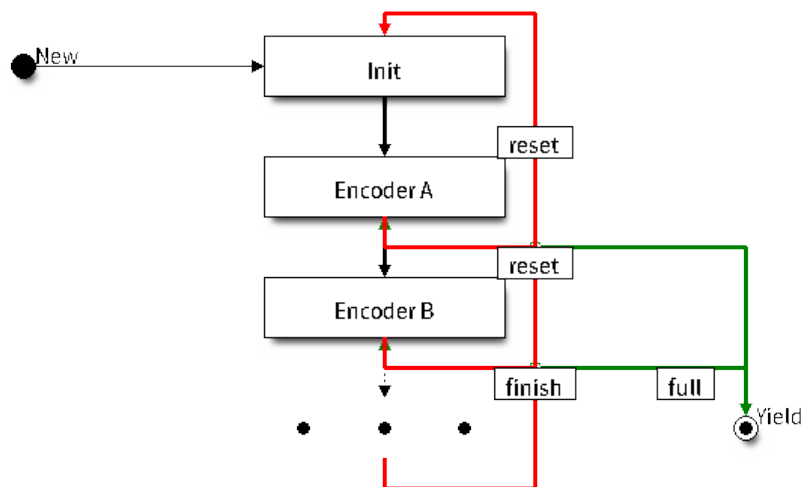 New
Init
reset
Encoder A
reset
Encoder B
finish
full
Yield